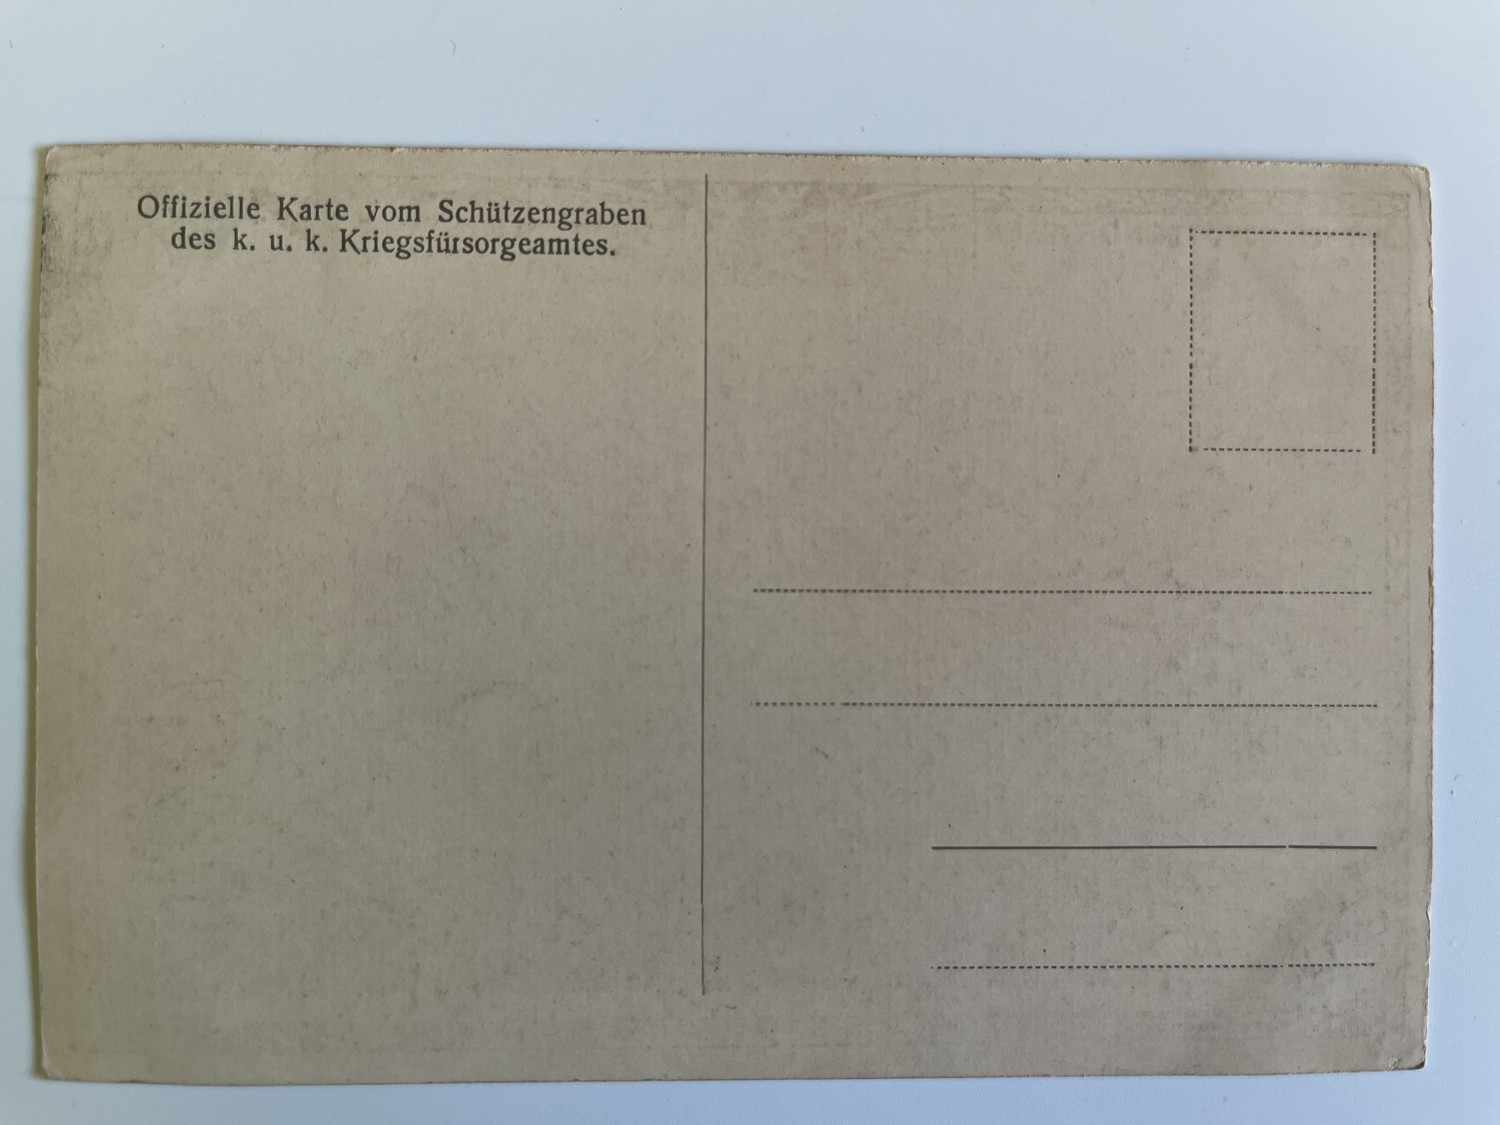 Offizielle Karte vom Schützengraben
des k. u. k. Kriegsfürsorgeamtes.